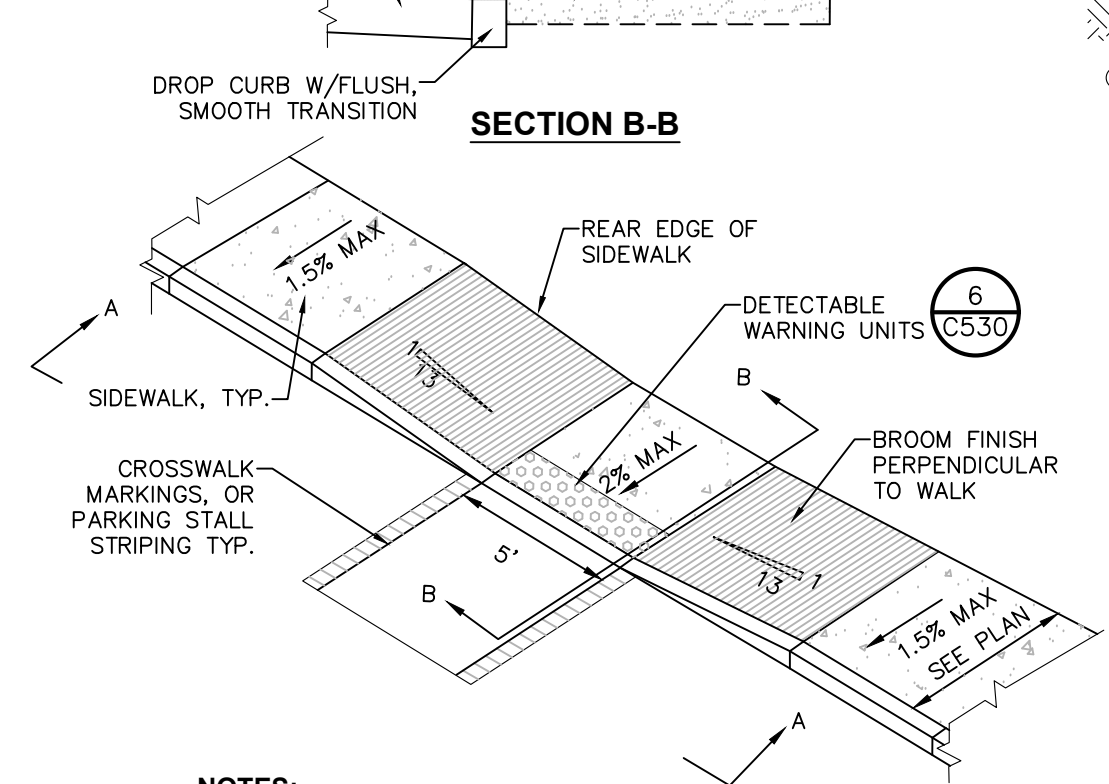 DROP CURB W/FLUSH,
SMOOTH TRANSITION
SECTION B-B
1.5% MAX
REAR EDGE OF
SIDEWALK
DETECTABLE
WARNING UNITS
6
C530
A
1
13
SIDEWALK, TYP.
B
2% MAX
BROOM FINISH
PERPENDICULAR
TO WALK
CROSSWALK
MARKINGS, OR
PARKING STALL
STRIPING TYP.
5'
B
13
1
1.5% MAX
SEE PLAN
A
NOTES: